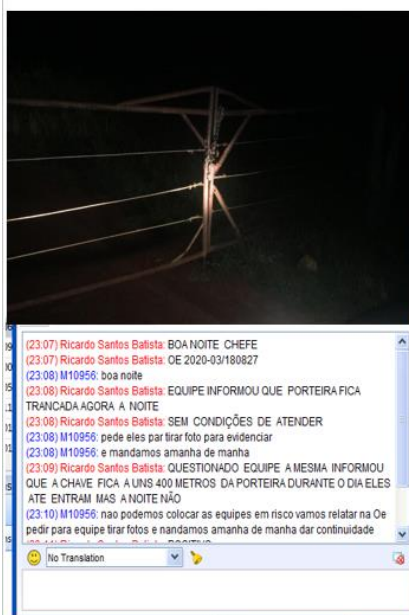 (23:07) Ricardo Santos Batista: BOA NOITE CHEFE
(23:07) Ricardo Santos Batista: OE 2020-03/180827
(23:08) M10956: boa noite
(23:08) Ricardo Santos Batista: EQUIPE INFORMOU QUE PORTEIRA FICA
TRANCADA AGORA A NOITE
(23:08) Ricardo Santos Batista: SEM CONDIÇÕES DE ATENDER
(23:08) M10956: pede eles par tirar foto para evidenciar
(23:08) M10956: e mandamos amanha de manha
(23:09) Ricardo Santos Batista: QUESTIONADO EQUIPE A MESMA INFORMOU
QUE A CHAVE FICA A UNS 400 METROS DA PORTEIRA DURANTE O DIA ELES
ATE ENTRAM MAS A NOITE NÃO
(23:10) M10956: nao podemos colocar as equipes em risco vamos relatar na Oe
pedir para equipe tirar fotos e nandamos amanha de manha dar continuidade
No Translation